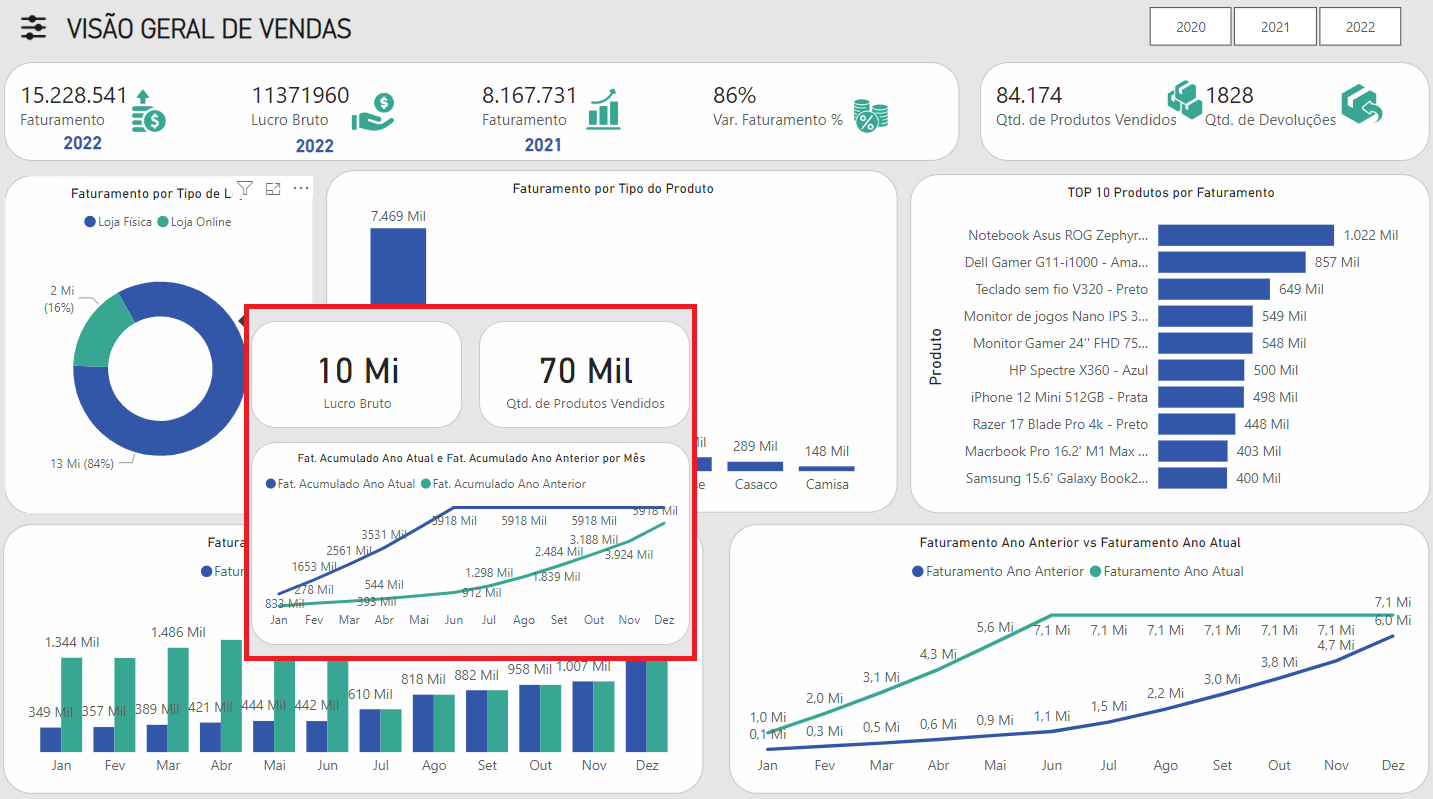 VISÃO GERAL DE VENDAS
2020
2021
2022
15.228.541
Faturamento
2022
11371960
Lucro Bruto
2022
8.167.731
Faturamento
2021
86%
Var. Faturamento %
84.174
Qtd. de Produtos Vendidos
1828
Qtd. de Devoluções
Faturamento por Tipo de
Loja Física
Loja Online
2 Mi
(16%)
13 Mi (84%)
Faturamento por Tipo do Produto
7.469 Mil
289 Mil
148 Mil
Casaco
Camisa
TOP 10 Produtos por Faturamento
Produto
Notebook Asus ROG Zephyr... 1.022 Mil
Dell Gamer G11-i1000 - Ama... 857 Mil
Teclado sem fio V320 - Preto 649 Mil
Monitor de jogos Nano IPS 3... 549 Mil
Monitor Gamer 24'' FHD 75... 548 Mil
HP Spectre X360 - Azul 500 Mil
iPhone 12 Mini 512GB - Prata 498 Mil
Razer 17 Blade Pro 4k - Preto 448 Mil
Macrbook Pro 16.2' M1 Max ... 403 Mil
Samsung 15.6' Galaxy Book2... 400 Mil
10 Mi
Lucro Bruto
70 Mil
Qtd. de Produtos Vendidos
Fat. Acumulado Ano Atual e Fat. Acumulado Ano Anterior por Mês
Fat. Acumulado Ano Atual
Fat. Acumulado Ano Anterior
833 Mil
1653 Mil
2561 Mil
3531 Mil
5918 Mil
5918 Mil
5918 Mil
5918 Mil
278 Mil
393 Mil
544 Mil
912 Mil
1.298 Mil
1.839 Mil
2.484 Mil
3.188 Mil
3.924 Mil
Jan Fev Mar Abr Mai Jun Jul Ago Set Out Nov Dez
1.344 Mil
1.486 Mil
349 Mil
357 Mil
389 Mil
421 Mil
444 Mil
442 Mil
610 Mil
818 Mil
882 Mil
958 Mil
1.007 Mil
Jan Fev Mar Abr Mai Jun Jul Ago Set Out Nov Dez
Faturamento Ano Anterior vs Faturamento Ano Atual
Faturamento Ano Anterior
Faturamento Ano Atual
1,0 Mi
2,0 Mi
3,1 Mi
4,3 Mi
5,6 Mi
7,1 Mi
7,1 Mi
7,1 Mi
7,1 Mi
7,1 Mi
7,1 Mi
7,1 Mi
0,1 Mi
0,3 Mi
0,5 Mi
0,6 Mi
0,9 Mi
1,1 Mi
1,5 Mi
2,2 Mi
3,0 Mi
3,8 Mi
4,7 Mi
6,0 Mi
Jan Fev Mar Abr Mai Jun Jul Ago Set Out Nov Dez